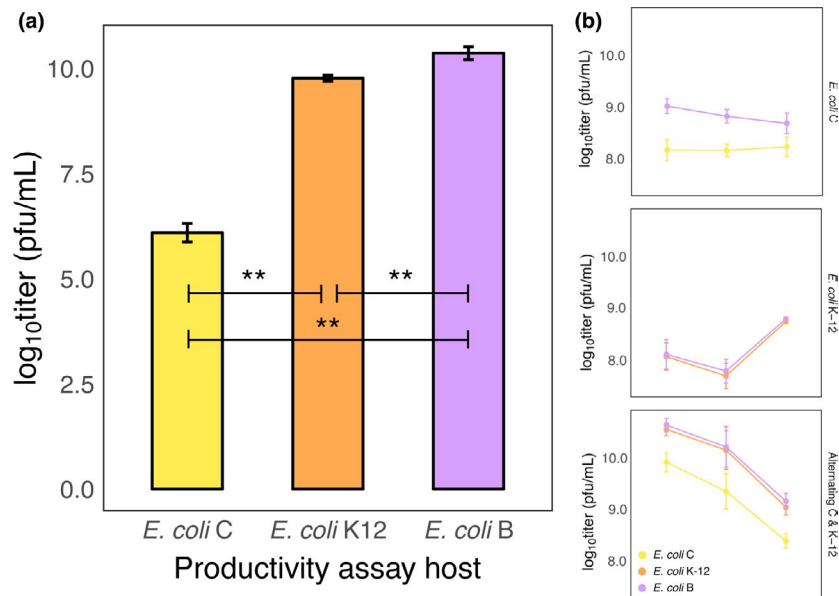 (a)
log10titer (pfu/mL)
10.0
7.5
5.0
2.5
0.0
**
**
**
E. coli C
E. coli K12
E. coli B
Productivity assay host
(b)
log10titer (pfu/mL)
10.0
9.0
8.0
E. coli C
log10titer (pfu/mL)
10.0
9.0
8.0
E. coli K-12
log10titer (pfu/mL)
10.0
9.0
8.0
Alternating C & K-12
E. coli C
E. coli K-12
E. coli B